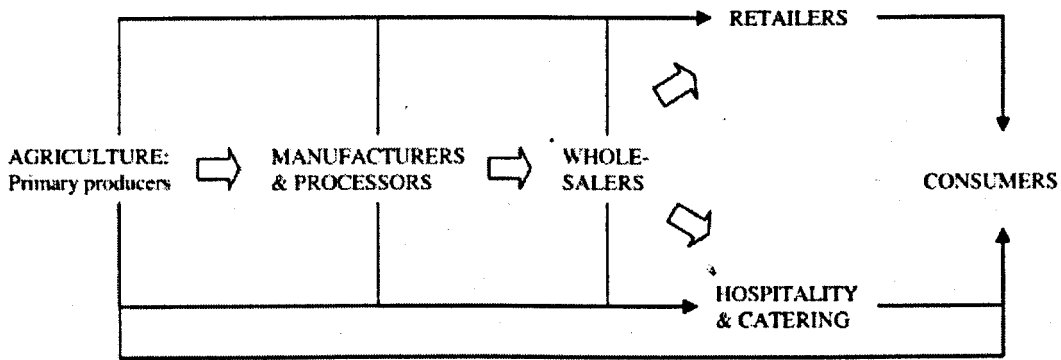 RETAILERS
AGRICULTURE:
Primary producers
MANUFACTURERS
& PROCESSORS
WHOLE-
SALERS
CONSUMERS
HOSPITALITY
& CATERING